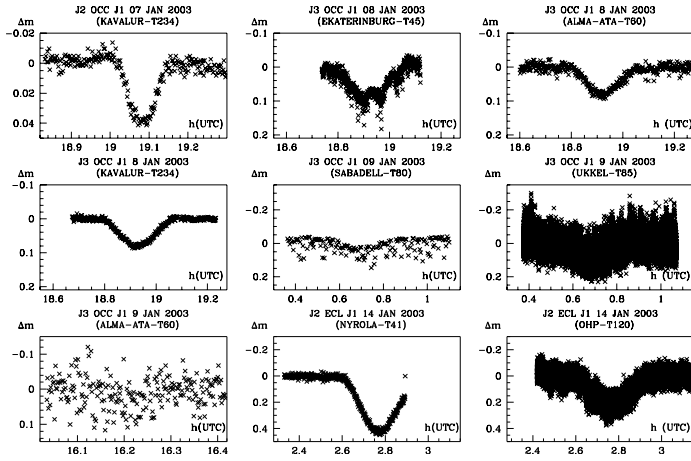 J2 OCC J1 07 JAN 2003
(KAVALUR-T234)
Δm
-0.02
0
0.02
0.04
h(UTC)
18.9 19 19.1 19.2
J3 OCC J1 08 JAN 2003
(EKATERINBURG-T45)
Δm
-0.1
0
0.1
0.2
h(UTC)
18.6 18.8 19 19.2
J3 OCC J1 8 JAN 2003
(ALMA-ATA-T60)
Δm
-0.1
0
0.1
0.2
h (UTC)
18.6 18.8 19 19.2
J3 OCC J1 8 JAN 2003
(KAVALUR-T234)
Δm
-0.1
0
0.1
0.2
h(UTC)
18.6 18.8 19 19.2
J3 OCC J1 09 JAN 2003
(SABADELL-T80)
Δm
-0.2
0
0.2
h(UTC)
0.4 0.6 0.8 1
J3 OCC J1 9 JAN 2003
(UKKEL-T85)
Δm
-0.2
0
0.2
h(UTC)
0.4 0.6 0.8 1 1.2
J3 OCC J1 9 JAN 2003
(ALMA-ATA-T60)
Δm
-0.1
0
0.1
h(UTC)
16.1 16.2 16.3 16.4
J2 ECL J1 14 JAN 2003
(NYROLA-T41)
Δm
-0.2
0
0.2
0.4
h(UTC)
2.4 2.6 2.8 3
J2 ECL J1 14 JAN 2003
(OHP-T120)
Δm
-0.2
0
0.2
0.4
h (UTC)
2.4 2.6 2.8 3